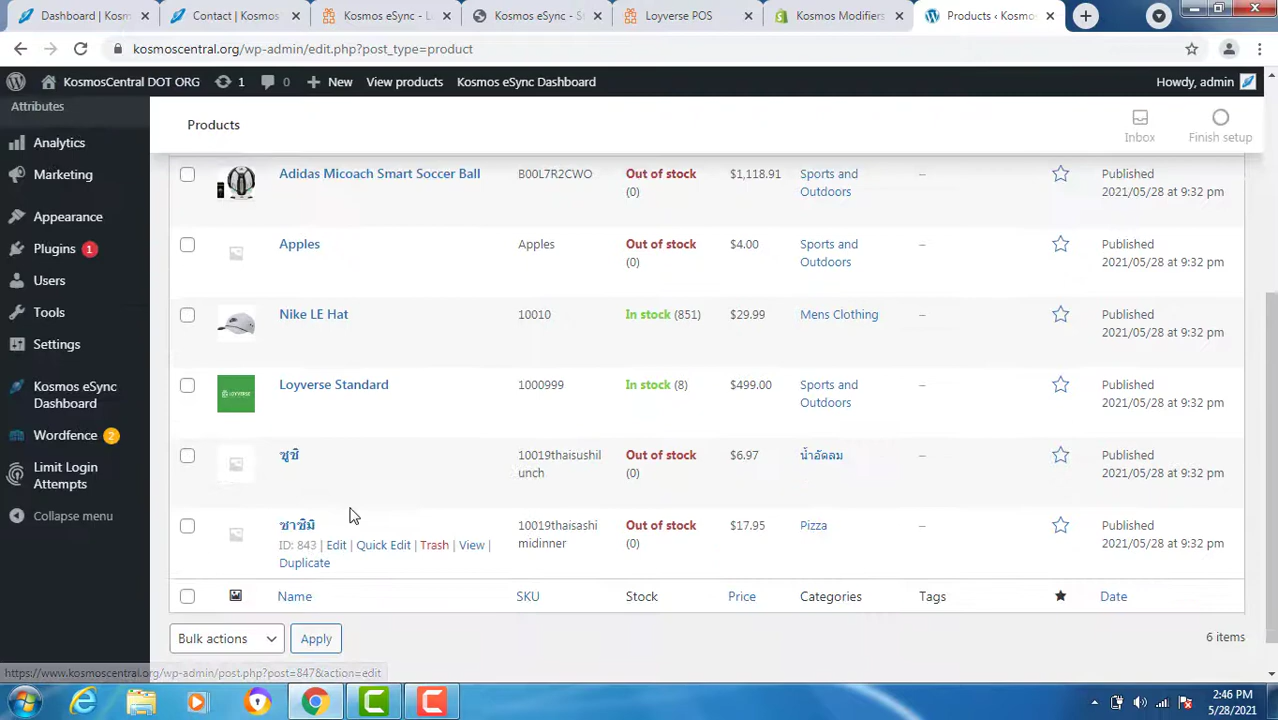 Dashboard | Kosm
Contact | Kosmos
Kosmos eSync - L
Kosmos eSync - S
Loyverse POS
Kosmos Modifiers
Products ‹ Kosmo
kosmoscentral.org/wp-admin/edit.php?post_type=product
KosmosCentral DOT ORG
1
0
New
View products
Kosmos eSync Dashboard
Howdy, admin
Attributes
Analytics
Marketing
Appearance
Plugins 1
Users
Tools
Settings
Kosmos eSync
Dashboard
Wordfence 2
Limit Login
Attempts
Collapse menu
Products
Inbox
Finish setup
Adidas Micoach Smart Soccer Ball
B00L7R2CWO
Out of stock
(0)
$1,118.91
Sports and
Outdoors
–
Published
2021/05/28 at 9:32 pm
Apples
Apples
Out of stock
(0)
$4.00
Sports and
Outdoors
–
Published
2021/05/28 at 9:32 pm
Nike LE Hat
10010
In stock (851)
$29.99
Mens Clothing
–
Published
2021/05/28 at 9:32 pm
LOYVERSE
Loyverse Standard
1000999
In stock (8)
$499.00
Sports and
Outdoors
–
Published
2021/05/28 at 9:32 pm
ซูชิ
10019thaisushil
unch
Out of stock
(0)
$6.97
น้ำอัดลม
–
Published
2021/05/28 at 9:32 pm
ซาซิมิ
ID: 843 | Edit | Quick Edit | Trash | View |
Duplicate
10019thaisashi
midinner
Out of stock
(0)
$17.95
Pizza
–
Published
2021/05/28 at 9:32 pm
Name
SKU
Stock
Price
Categories
Tags
Date
Bulk actions
Apply
6 items
https://www.kosmoscentral.org/wp-admin/post.php?post=847&action=edit
2:46 PM
5/28/2021